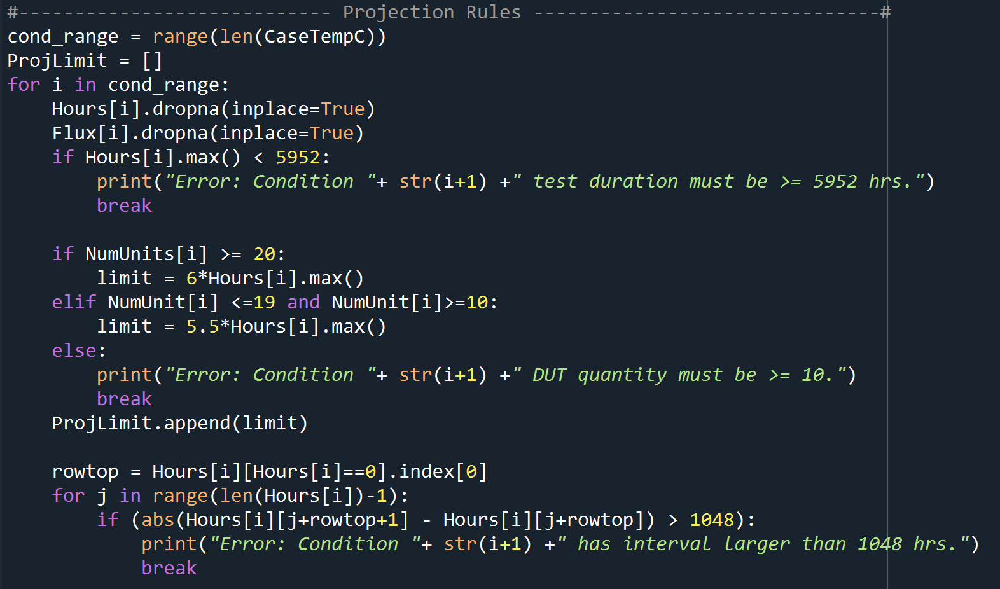 #---------------------------- Projection Rules -------------------------------#
cond_range = range(len(CaseTempC))
ProjLimit = []
for i in cond_range:
    Hours[i].dropna(inplace=True)
    Flux[i].dropna(inplace=True)
    if Hours[i].max() < 5952:
        print("Error: Condition "+ str(i+1) +" test duration must be >= 5952 hrs.")
        break

    if NumUnits[i] >= 20:
        limit = 6*Hours[i].max()
    elif NumUnit[i] <=19 and NumUnit[i]>=10:
        limit = 5.5*Hours[i].max()
    else:
        print("Error: Condition "+ str(i+1) +" DUT quantity must be >= 10.")
        break
    ProjLimit.append(limit)

    rowtop = Hours[i][Hours[i]==0].index[0]
    for j in range(len(Hours[i])-1):
        if (abs(Hours[i][j+rowtop+1] - Hours[i][j+rowtop]) > 1048):
            print("Error: Condition "+ str(i+1) +" has interval larger than 1048 hrs.")
            break